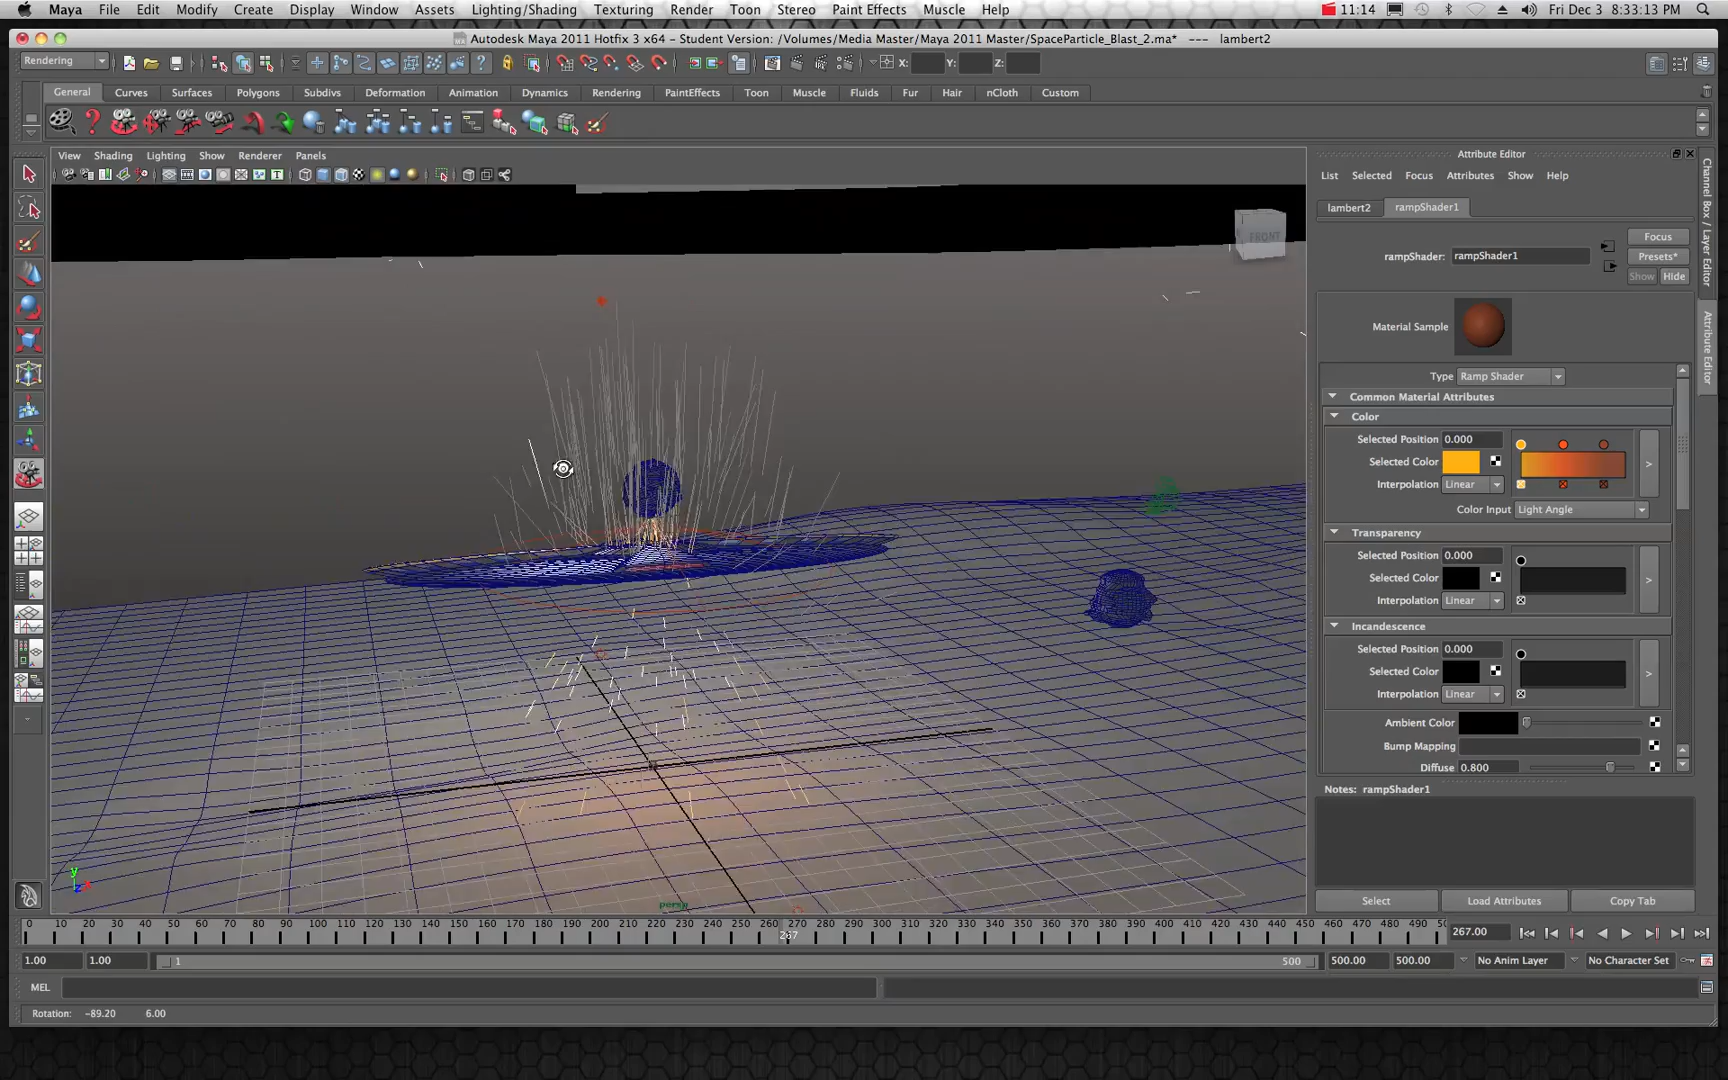 Maya File Edit Modify Create Display Window Assets Lighting/Shading Texturing Render Toon Stereo Paint Effects Muscle Help 11:14 Fri Dec 3 8:33:13 PM
Autodesk Maya 2011 Hotfix 3 x64 - Student Version: /Volumes/Media Master/Maya 2011 Master/SpaceParticle_Blast_2.ma* --- lambert2
Rendering X: Y: Z:
General Curves Surfaces Polygons Subdivs Deformation Animation Dynamics Rendering PaintEffects Toon Muscle Fluids Fur Hair nCloth Custom
View Shading Lighting Show Renderer Panels
Attribute Editor
List Selected Focus Attributes Show Help
lambert2 rampShader1
FRONT
Focus
rampShader: rampShader1 Presets*
Show Hide
Material Sample
Type Ramp Shader
Common Material Attributes
Color
Selected Position 0.000
Selected Color
Interpolation Linear
Color Input Light Angle
Transparency
Selected Position 0.000
Selected Color
Interpolation Linear
Incandescence
Selected Position 0.000
Selected Color
Interpolation Linear
Ambient Color
Bump Mapping
Diffuse 0.800
Notes: rampShader1
Select Load Attributes Copy Tab
Channel Box / Layer Editor
Attribute Editor
y
z x
persp
0 10 20 30 40 50 60 70 80 90 100 110 120 130 140 150 160 170 180 190 200 210 220 230 240 250 260 270 280 290 300 310 320 330 340 350 360 370 380 390 400 410 420 430 440 450 460 470 480 490 50
267
267.00
1.00 1.00 1 500 500.00 500.00 No Anim Layer No Character Set
MEL
Rotation: -89.20 6.00